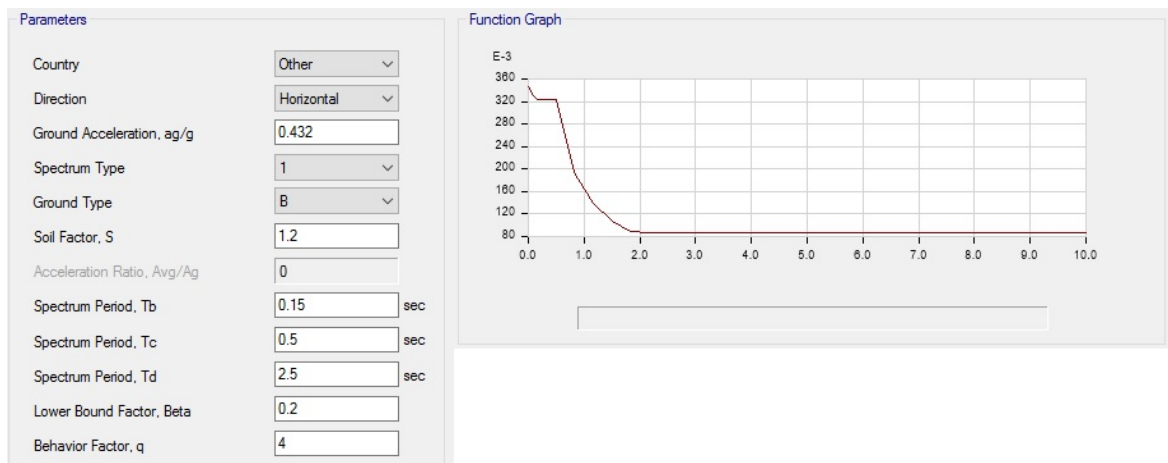 Parameters
Country Other
Direction Horizontal
Ground Acceleration, ag/g 0.432
Spectrum Type 1
Ground Type B
Soil Factor, S 1.2
Acceleration Ratio, Avg/Ag 0
Spectrum Period, Tb 0.15 sec
Spectrum Period, Tc 0.5 sec
Spectrum Period, Td 2.5 sec
Lower Bound Factor, Beta 0.2
Behavior Factor, q 4
Function Graph
E-3
360
320
280
240
200
160
120
80
0.0 1.0 2.0 3.0 4.0 5.0 6.0 7.0 8.0 9.0 10.0